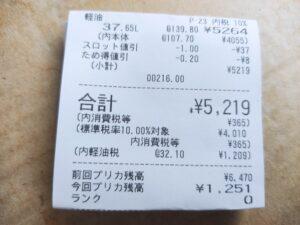 軽油 P-23 内税 10%
37.65L @139.80 ¥5264
(内本体 @107.70 ¥4055)
スロット値引 -1.00 -¥37
ため得値引 -0.20 -¥8
(小計) ¥5219
00216.00
合計 ¥5,219
(内消費税等 ¥365)
(標準税率10.00%対象 ¥4,010
内消費税等 ¥365)
(内軽油税 @32.10 ¥1,209)
前回プリカ残高 ¥6,470
今回プリカ残高 ¥1,251
ランク 0